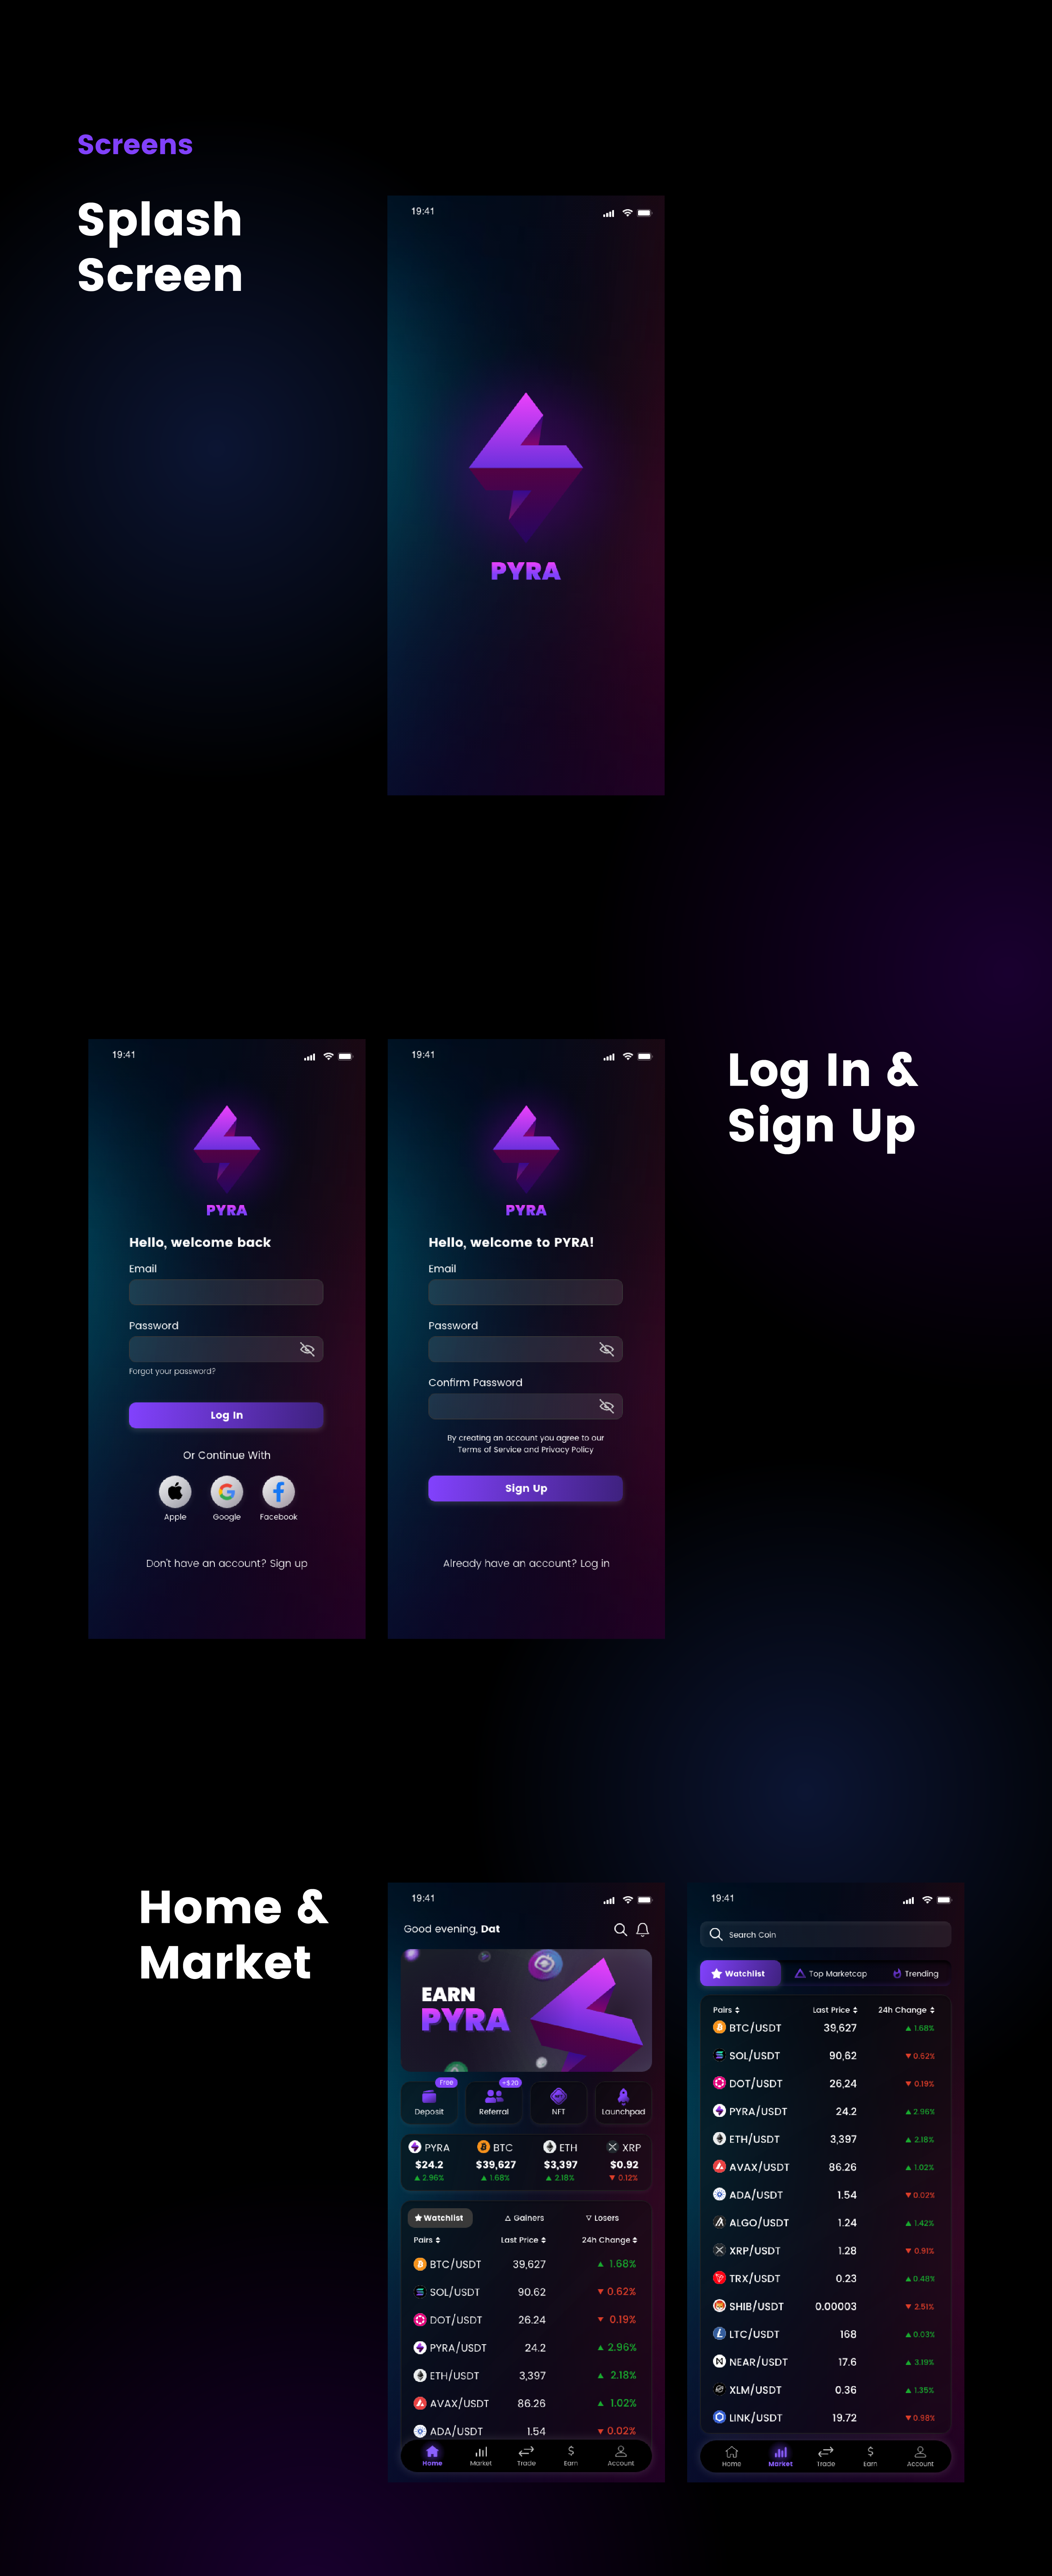 Screens
Splash
Screen
19:41
PYRA
19:41
PYRA
Hello, welcome back
Email
Password
Forgot your password?
Log In
Or Continue With
Apple Google Facebook
Don't have an account? Sign up
19:41
PYRA
Hello, welcome to PYRA!
Email
Password
Confirm Password
By creating an account you agree to our
Terms of Service and Privacy Policy
Sign Up
Already have an account? Log in
Log In &
Sign Up
Home &
Market
19:41
Good evening, Dat
EARN
PYRA
Free +$20
Deposit Referral NFT Launchpad
PYRA BTC ETH XRP
$24.2 $39,627 $3,397 $0.92
▲ 2.96% ▲ 1.68% ▲ 2.18% ▼ 0.12%
Watchlist Gainers Losers
Pairs Last Price 24h Change
BTC/USDT 39,627 ▲ 1.68%
SOL/USDT 90.62 ▼ 0.62%
DOT/USDT 26.24 ▼ 0.19%
PYRA/USDT 24.2 ▲ 2.96%
ETH/USDT 3,397 ▲ 2.18%
AVAX/USDT 86.26 ▲ 1.02%
ADA/USDT 1.54 ▼ 0.02%
Home Market Trade Earn Account
19:41
Search Coin
Watchlist Top Marketcap Trending
Pairs Last Price 24h Change
BTC/USDT 39,627 ▲ 1.68%
SOL/USDT 90,62 ▼ 0.62%
DOT/USDT 26,24 ▼ 0.19%
PYRA/USDT 24.2 ▲ 2.96%
ETH/USDT 3,397 ▲ 2.18%
AVAX/USDT 86.26 ▲ 1.02%
ADA/USDT 1.54 ▼ 0.02%
ALGO/USDT 1.24 ▲ 1.42%
XRP/USDT 1.28 ▼ 0.91%
TRX/USDT 0.23 ▲ 0.48%
SHIB/USDT 0.00003 ▼ 2.51%
LTC/USDT 168 ▲ 0.03%
NEAR/USDT 17.6 ▲ 3.19%
XLM/USDT 0.36 ▲ 1.35%
LINK/USDT 19.72 ▼ 0.98%
Home Market Trade Earn Account